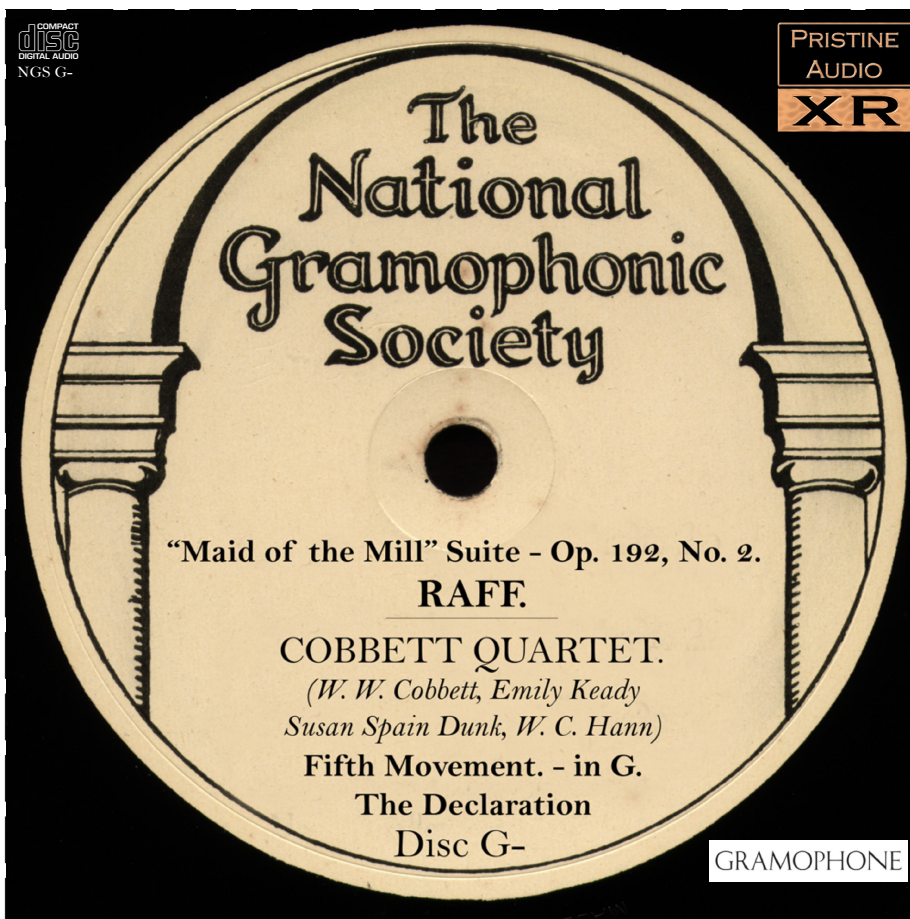 COMPACT
disc
DIGITAL AUDIO
NGS G-
PRISTINE
AUDIO
XR
The
National
Gramophonic
Society
“Maid of the Mill” Suite – Op. 192, No. 2.
RAFF.
COBBETT QUARTET.
(W. W. Cobbett, Emily Keady
Susan Spain Dunk, W. C. Hann)
Fifth Movement. – in G.
The Declaration
Disc G-
GRAMOPHONE